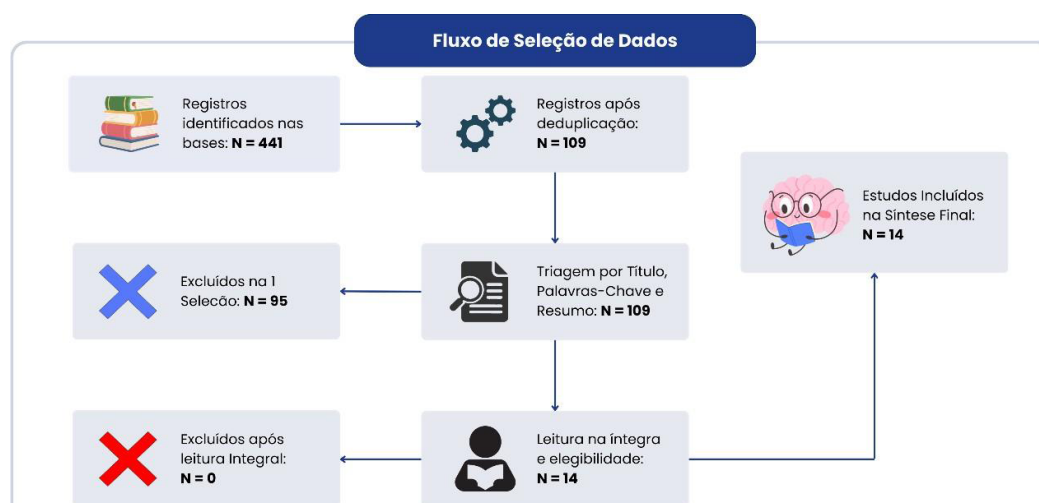 Fluxo de Seleção de Dados
Registros
identificados nas
bases: N = 441
Registros após
deduplicação:
N = 109
Estudos Incluídos
na Síntese Final:
N = 14
Excluídos na 1
Selecão: N = 95
Triagem por Título,
Palavras-Chave e
Resumo: N = 109
Excluídos após
leitura Integral:
N = 0
Leitura na íntegra
e elegibilidade:
N = 14